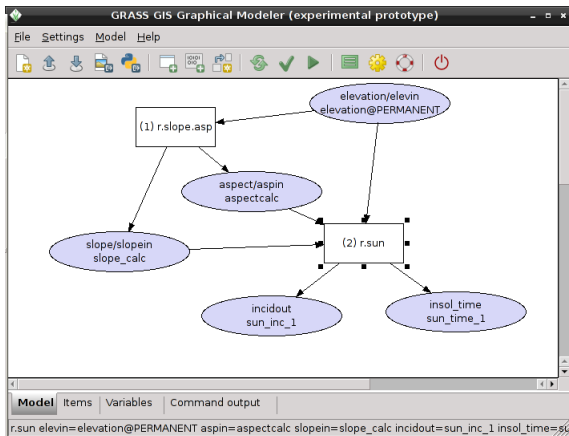 GRASS GIS Graphical Modeler (experimental prototype)
File Settings Model Help
elevation/elevin
elevation@PERMANENT
(1) r.slope.asp
aspect/aspin
aspectcalc
slope/slopein
slope_calc
(2) r.sun
incidout
sun_inc_1
insol_time
sun_time_1
Model Items Variables Command output
r.sun elevin=elevation@PERMANENT aspin=aspectcalc slopein=slope_calc incidout=sun_inc_1 insol_time=su